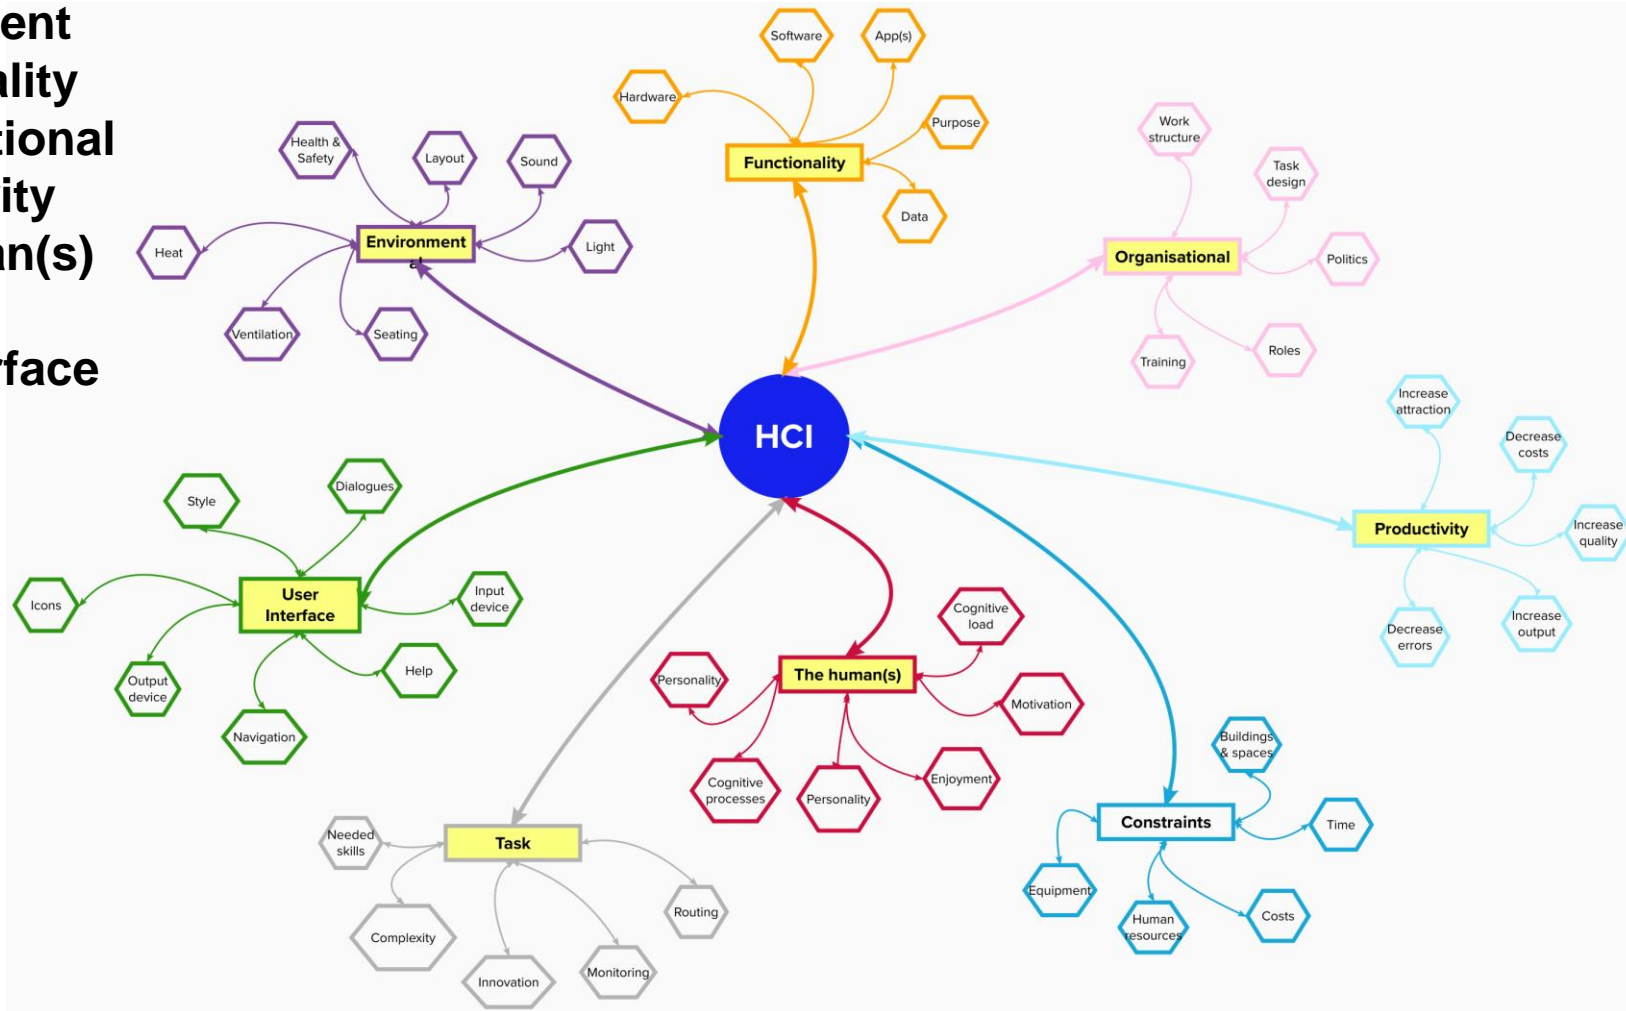 ent
ality
tional
ity
an(s)
rface
Software
App(s)
Hardware
Purpose
Functionality
Data
Health &
Safety
Layout
Sound
Heat
Environment
al
Light
Ventilation
Seating
Work
structure
Task
design
Organisational
Politics
Training
Roles
HCI
Increase
attraction
Decrease
costs
Productivity
Increase
quality
Decrease
errors
Increase
output
Style
Dialogues
Icons
User
Interface
Input
device
Output
device
Help
Navigation
Cognitive
load
Personality
The human(s)
Motivation
Cognitive
processes
Personality
Enjoyment
Buildings
& spaces
Constraints
Time
Equipment
Human
resources
Costs
Needed
skills
Task
Routing
Complexity
Innovation
Monitoring